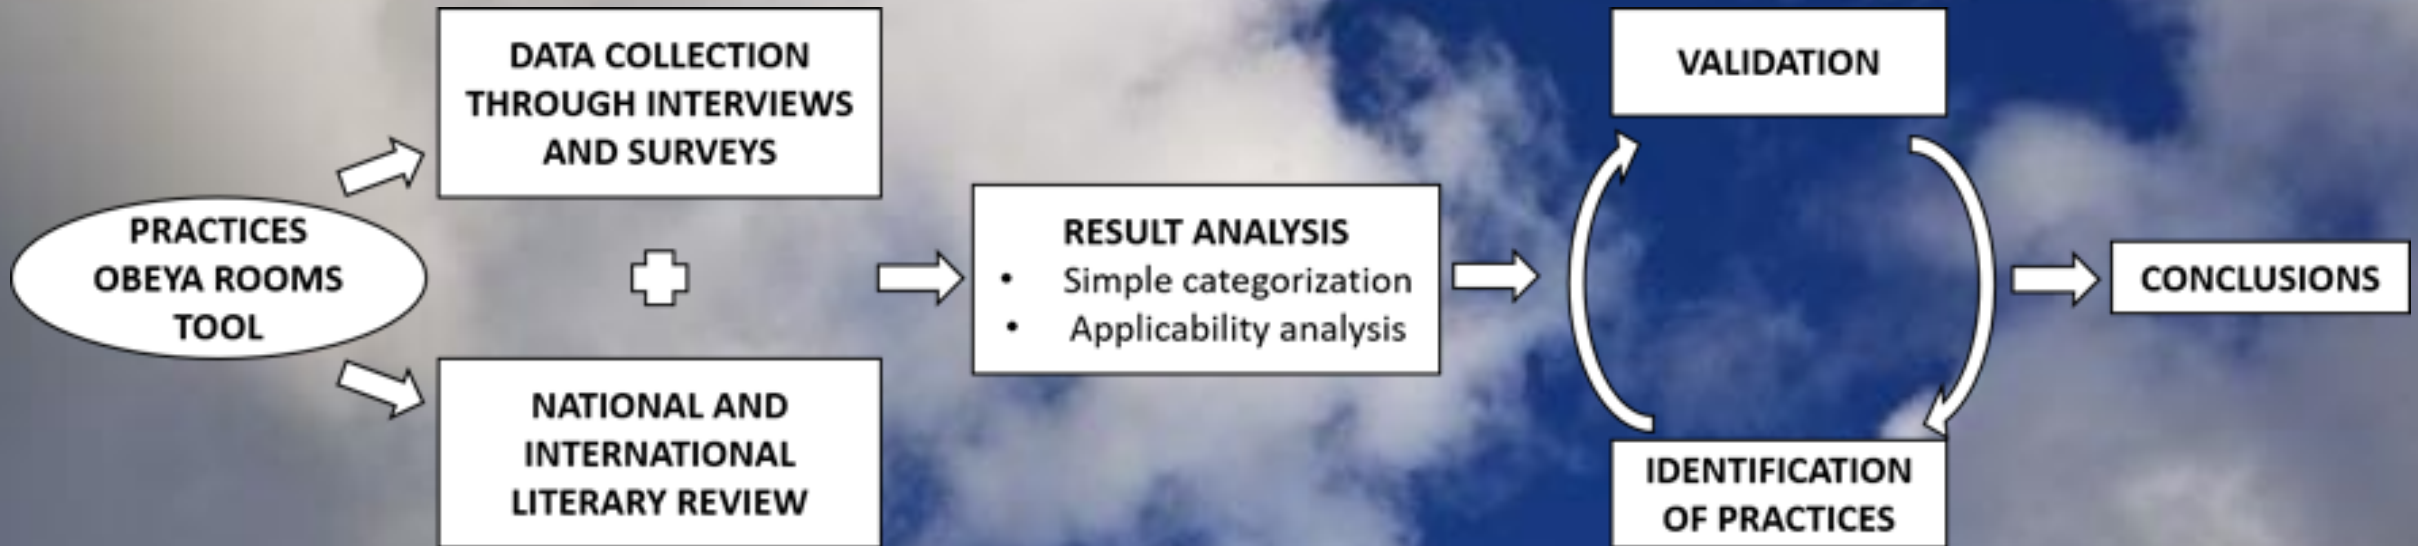 PRACTICES
OBEYA ROOMS
TOOL
DATA COLLECTION
THROUGH INTERVIEWS
AND SURVEYS
NATIONAL AND
INTERNATIONAL
LITERARY REVIEW
RESULT ANALYSIS
• Simple categorization
• Applicability analysis
VALIDATION
IDENTIFICATION
OF PRACTICES
CONCLUSIONS